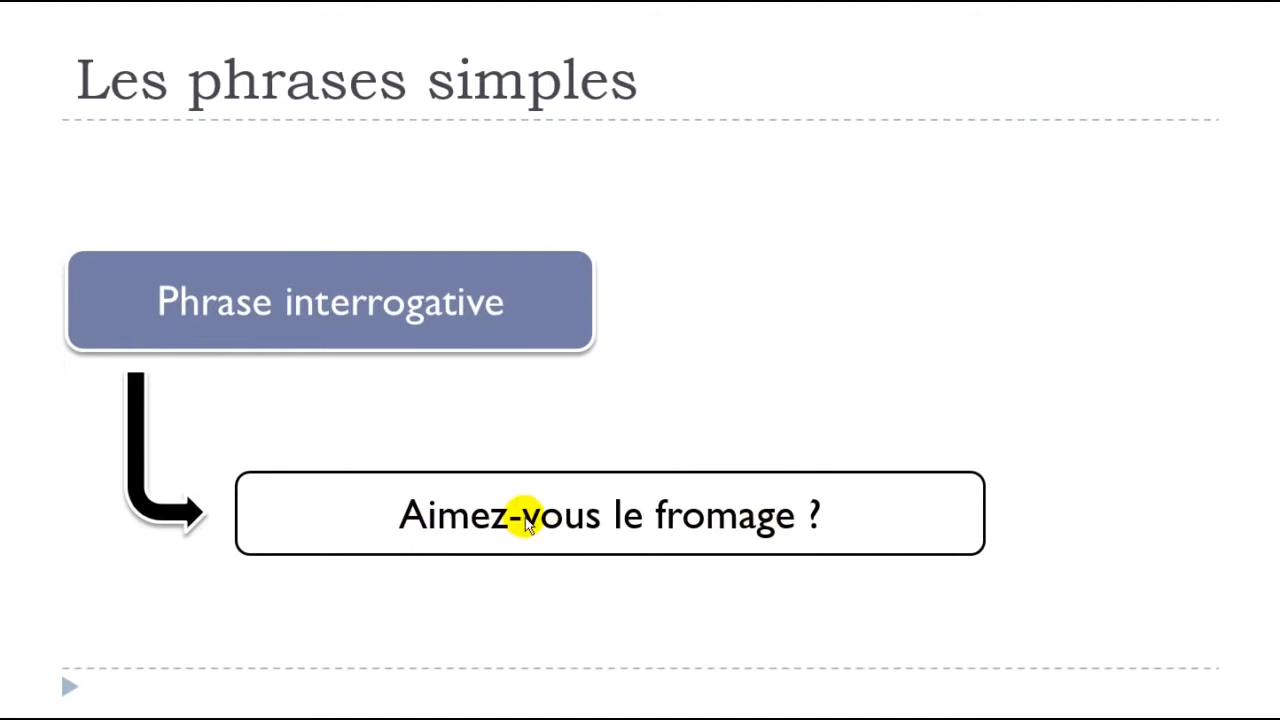 Les phrases simples
Phrase interrogative
Aimez-vous le fromage ?